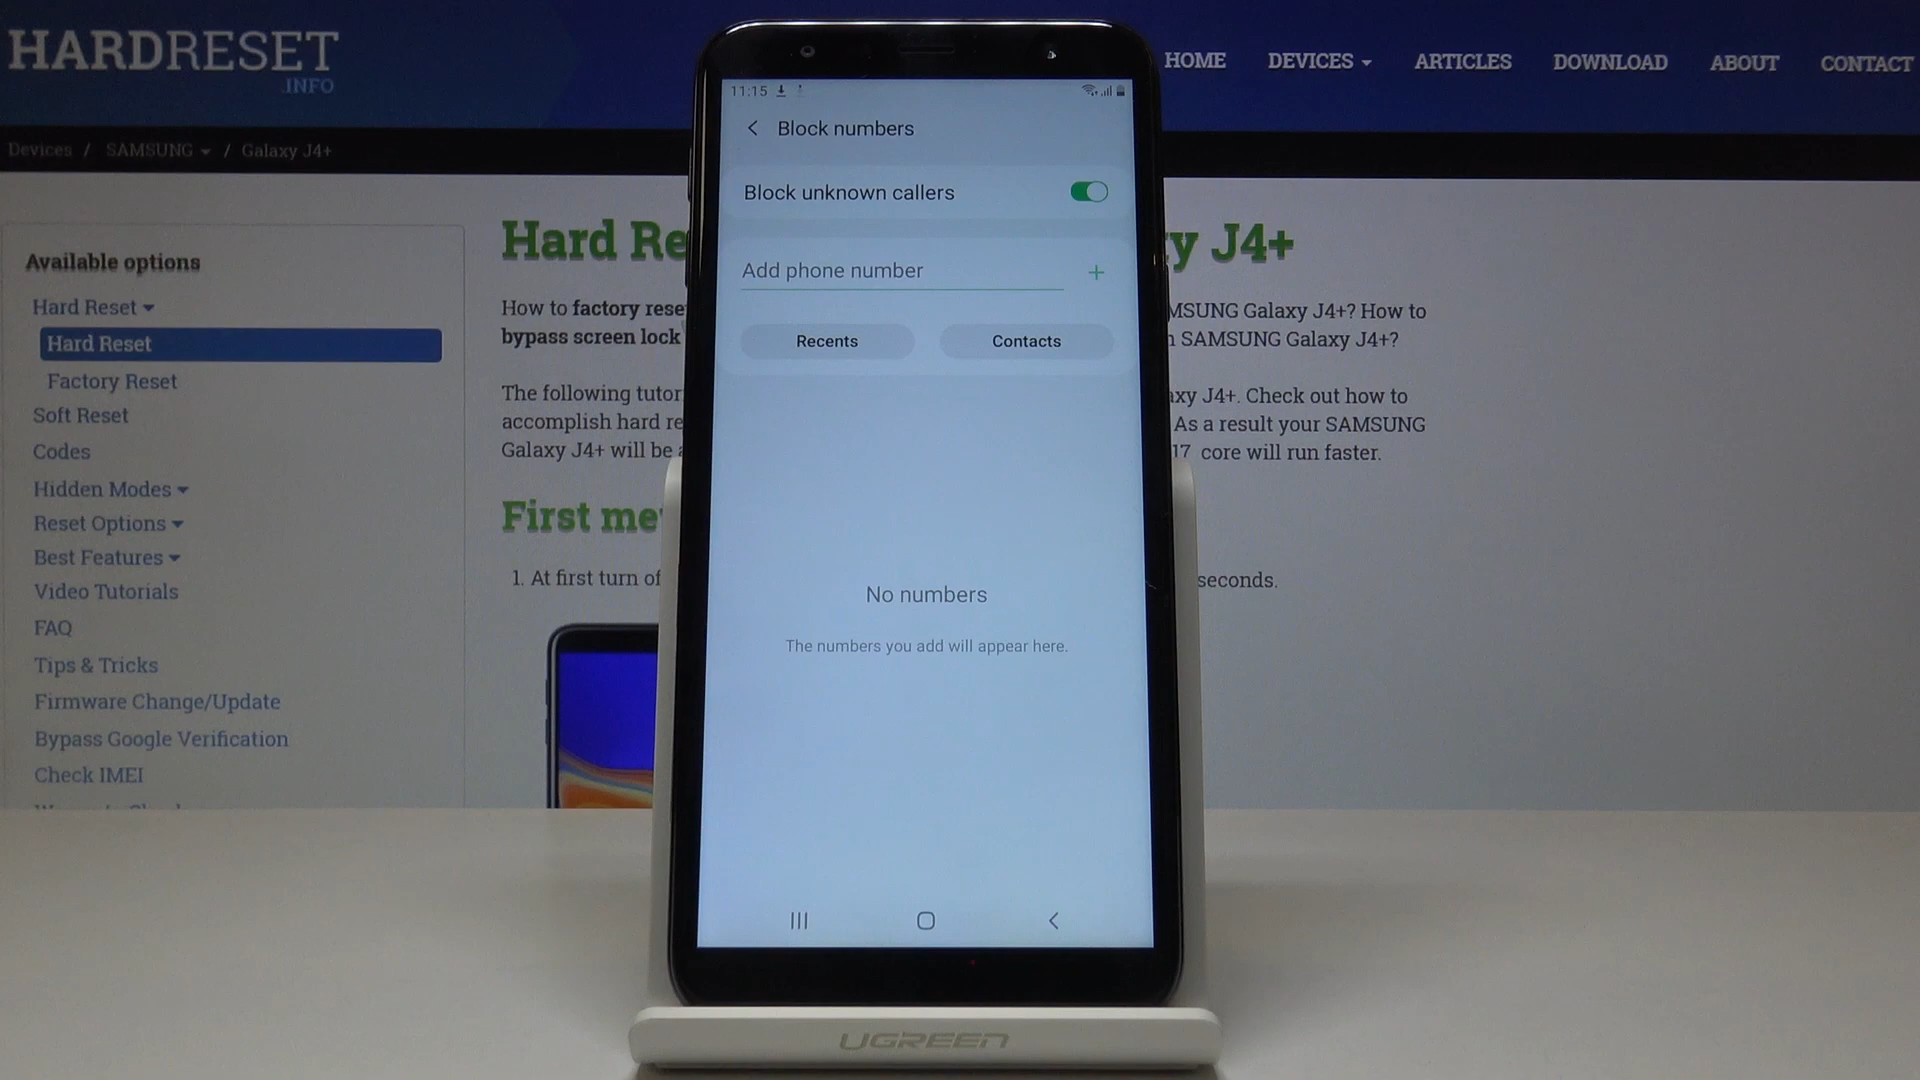 HARDRESET
.INFO
HOME
DEVICES
ARTICLES
DOWNLOAD
ABOUT
CONTACT
Devices / SAMSUNG / Galaxy J4+
Available options
Hard Reset
Hard Reset
Factory Reset
Soft Reset
Codes
Hidden Modes
Reset Options
Best Features
Video Tutorials
FAQ
Tips & Tricks
Firmware Change/Update
Bypass Google Verification
Check IMEI
Hard Re
y J4+
How to factory rese
MSUNG Galaxy J4+? How to
bypass screen lock
SAMSUNG Galaxy J4+?
The following tutor
xy J4+. Check out how to
accomplish hard re
As a result your SAMSUNG
Galaxy J4+ will be a
17 core will run faster.
First me
1. At first turn of
seconds.
11:15
Block numbers
Block unknown callers
Add phone number
+
Recents
Contacts
No numbers
The numbers you add will appear here.
UGREEN